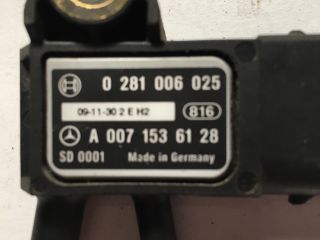 0 281 006 025
09-11-30 2 E H2 816
A 007 153 61 28
SD 0001 Made in Germany